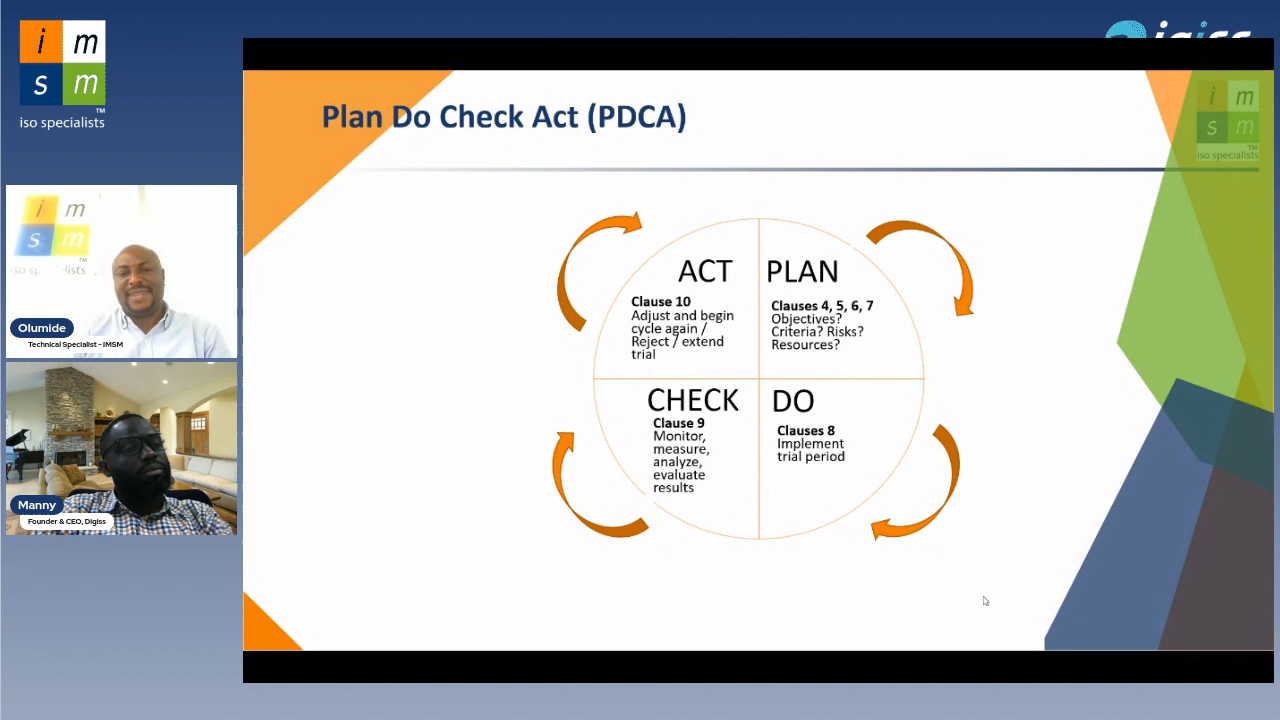 i m
s m
TM
iso specialists
Plan Do Check Act (PDCA)
i m
s m
TM
iso specialists
ACT
Clause 10
Adjust and begin
cycle again /
Reject / extend
trial
PLAN
Clauses 4, 5, 6, 7
Objectives?
Criteria? Risks?
Resources?
CHECK
Clause 9
Monitor,
measure,
analyze,
evaluate
results
DO
Clauses 8
Implement
trial period
i m
s m
Olumide
Technical Specialist - IMSM
Manny
Founder & CEO, Digiss